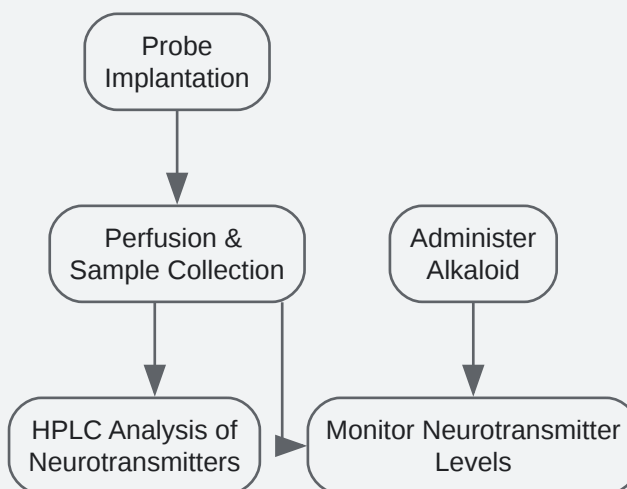 Probe
Implantation
Perfusion &
Sample Collection
Administer
Alkaloid
HPLC Analysis of
Neurotransmitters
Monitor Neurotransmitter
Levels